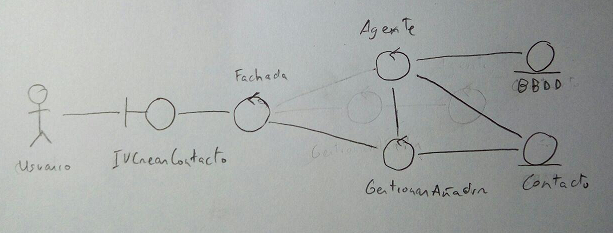 Agente
Fachada
BBDD
Usuario
IUCrearContacto
GestionarAñadir
Contacto